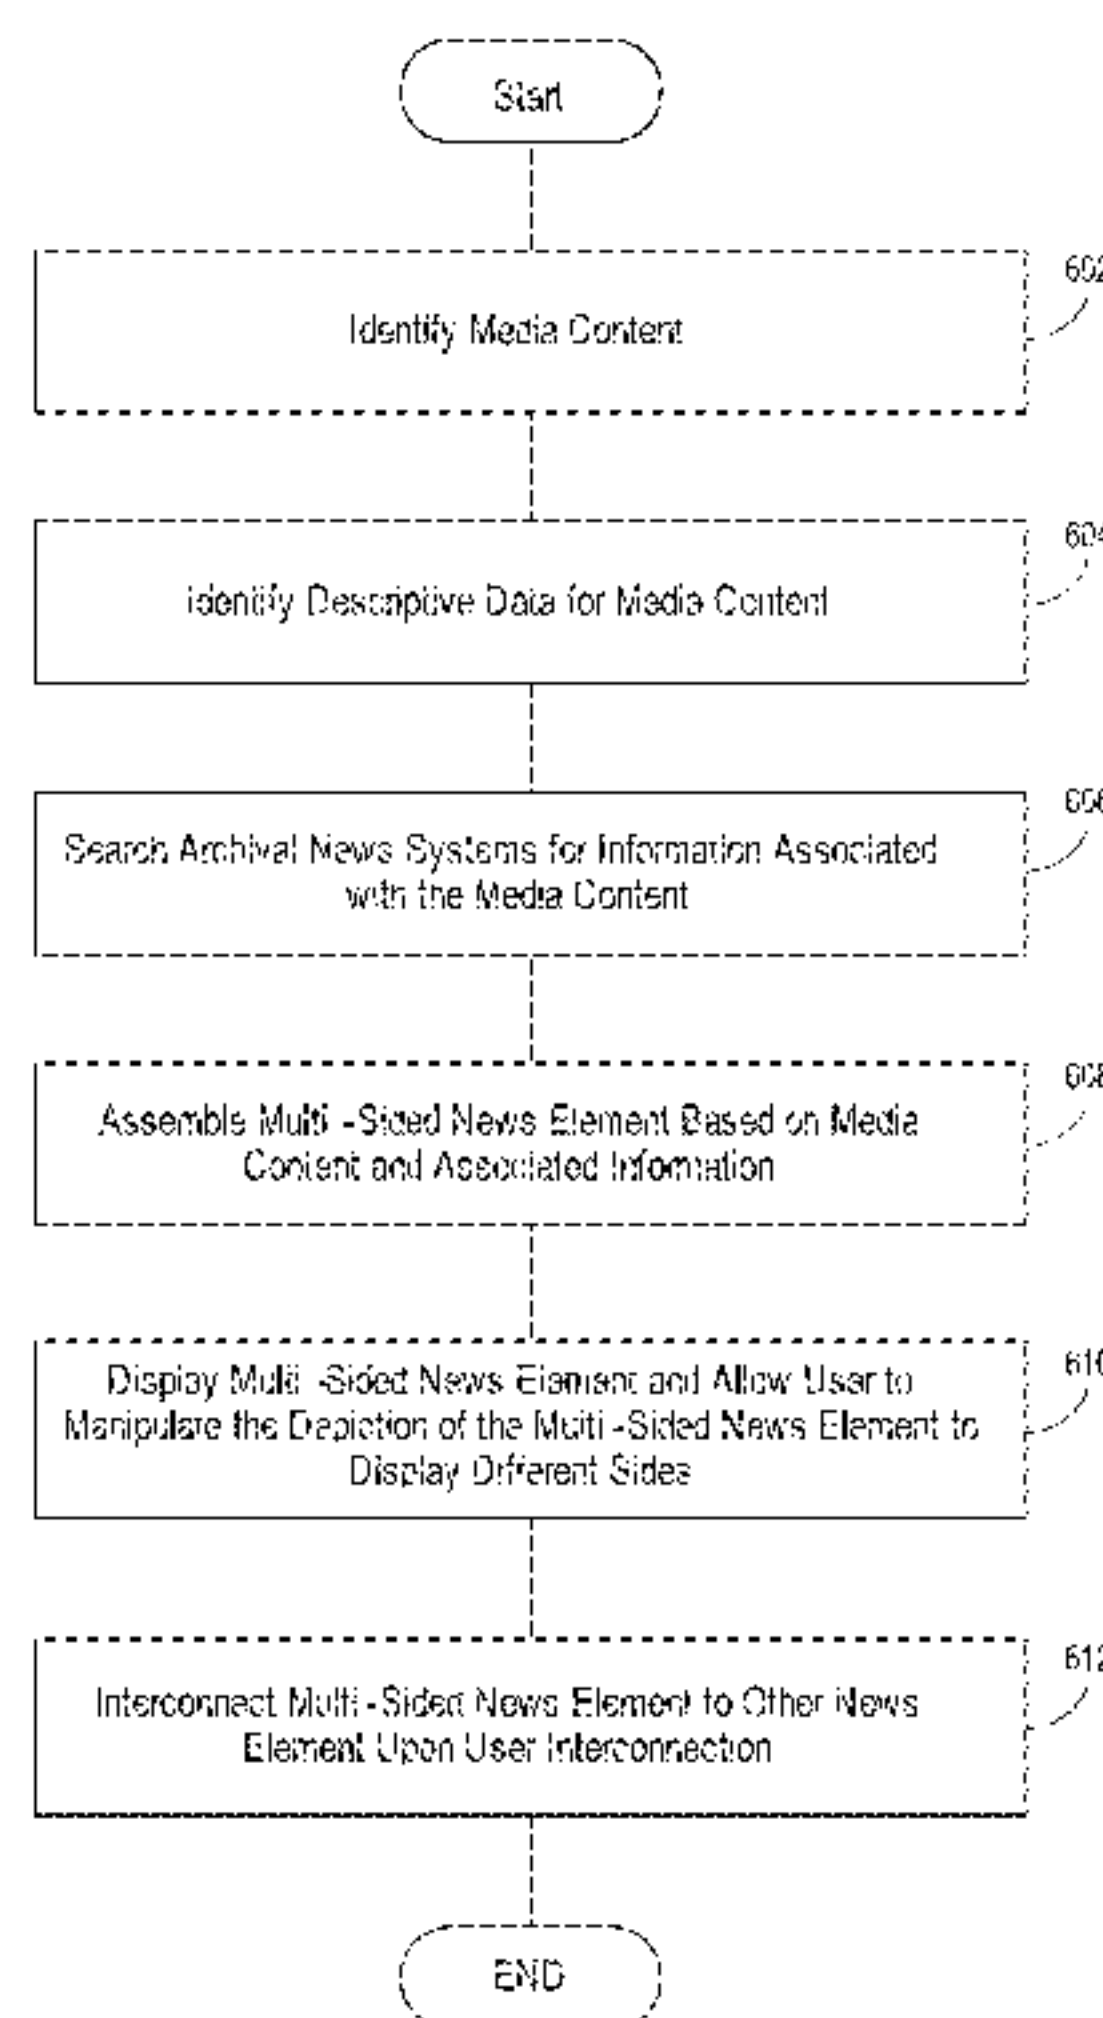 Start
602
Identify Media Content
604
Identify Descriptive Data for Media Content
606
Search Archival News Systems for Information Associated
with the Media Content
608
Assemble Multi -Sided News Element Based on Media
Content and Associated Information
610
Display Multi -Sided News Element and Allow User to
Manipulate the Depiction of the Multi -Sided News Element to
Display Different Sides
612
Interconnect Multi -Sided News Element to Other News
Element Upon User Interconnection
END